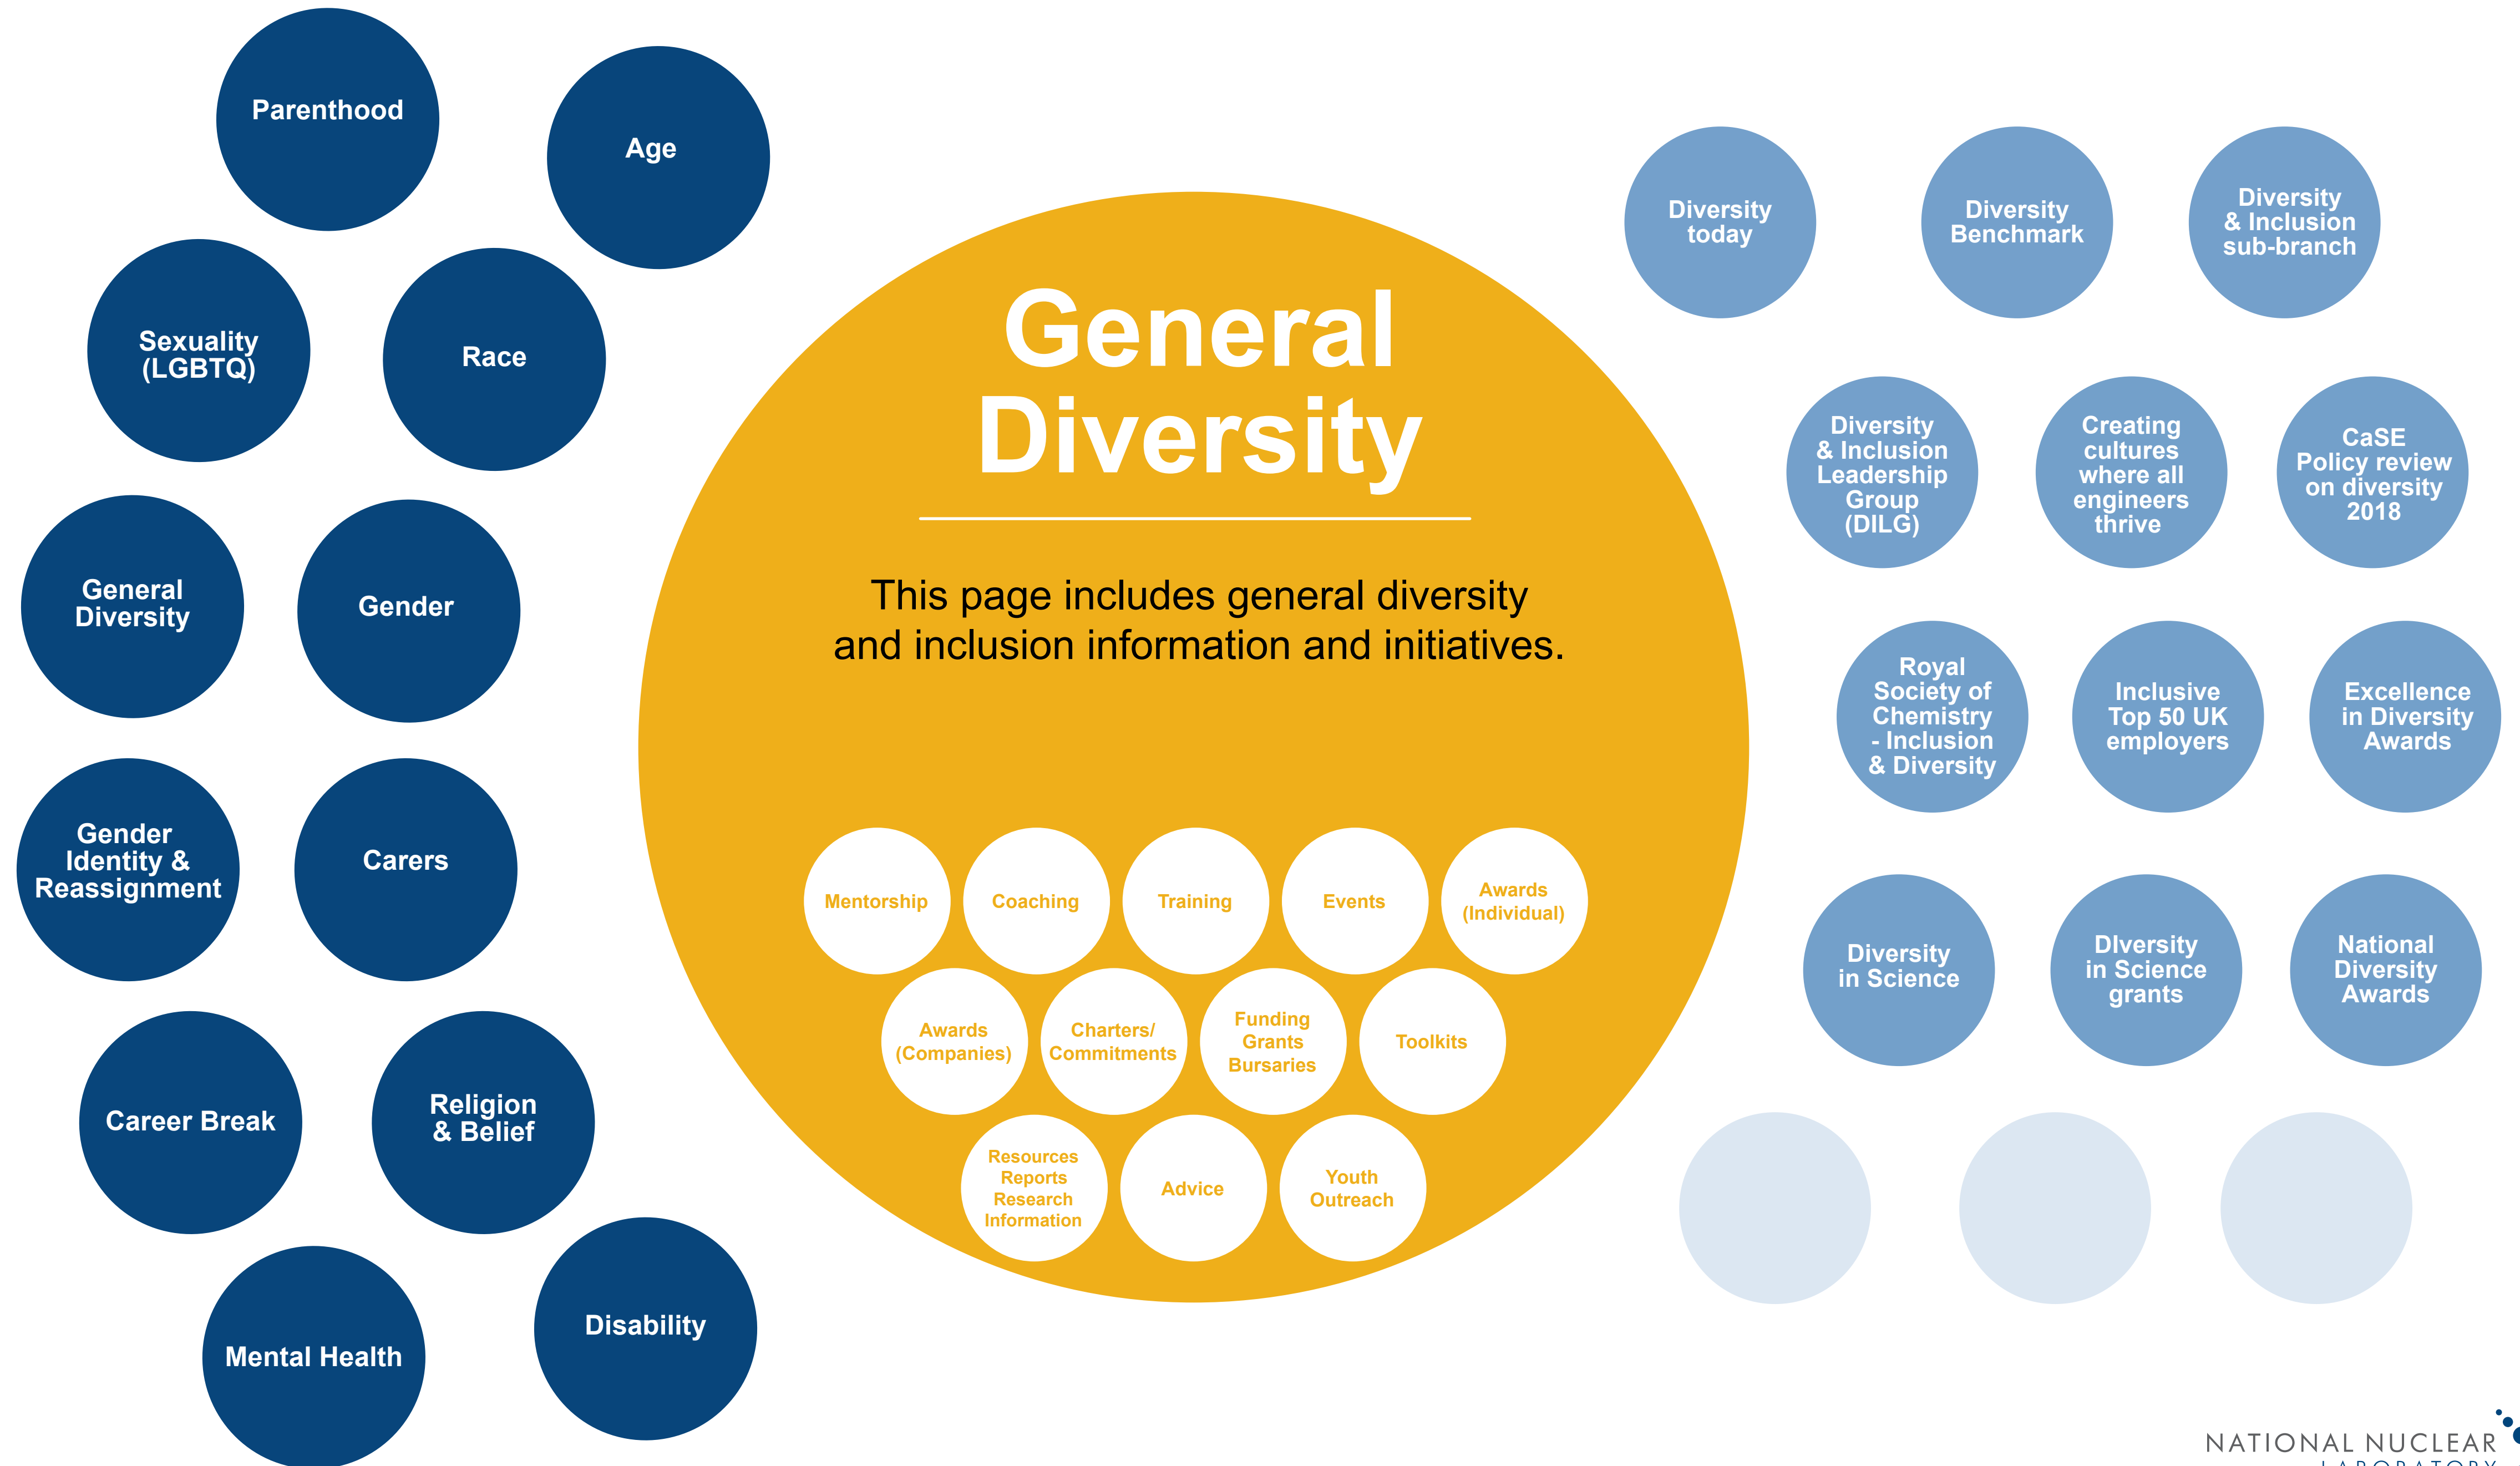 Parenthood
Age
Sexuality
(LGBTQ)
Race
General
Diversity
Gender
Gender
Identity &
Reassignment
Carers
Career Break
Religion
& Belief
Mental Health
Disability
General
Diversity
This page includes general diversity
and inclusion information and initiatives.
Mentorship
Coaching
Training
Events
Awards
(Individual)
Awards
(Companies)
Charters/
Commitments
Funding
Grants
Bursaries
Toolkits
Resources
Reports
Research
Information
Advice
Youth
Outreach
Diversity
today
Diversity
Benchmark
Diversity
& Inclusion
sub-branch
Diversity
& Inclusion
Leadership
Group
(DILG)
Creating
cultures
where all
engineers
thrive
CaSE
Policy review
on diversity
2018
Royal
Society of
Chemistry
- Inclusion
& Diversity
Inclusive
Top 50 UK
employers
Excellence
in Diversity
Awards
Diversity
in Science
DIversity
in Science
grants
National
Diversity
Awards
NATIONAL NUCLEAR
LABORATORY